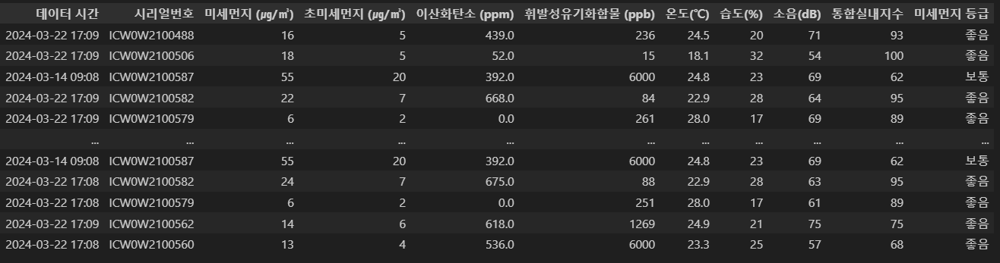 데이터 시간 시리얼번호 미세먼지 (㎍/㎥) 초미세먼지 (㎍/㎥) 이산화탄소 (ppm) 휘발성유기화합물 (ppb) 온도(℃) 습도(%) 소음(dB) 통합실내지수 미세먼지 등급
2024-03-22 17:09 ICW0W2100488 16 5 439.0 236 24.5 20 71 93 좋음
2024-03-22 17:09 ICW0W2100506 18 5 52.0 15 18.1 32 54 100 좋음
2024-03-14 09:08 ICW0W2100587 55 20 392.0 6000 24.8 23 69 62 보통
2024-03-22 17:09 ICW0W2100582 22 7 668.0 84 22.9 28 64 95 좋음
2024-03-22 17:09 ICW0W2100579 6 2 0.0 261 28.0 17 69 89 좋음
... ... ... ... ... ... ... ... ... ... ...
2024-03-14 09:08 ICW0W2100587 55 20 392.0 6000 24.8 23 69 62 보통
2024-03-22 17:08 ICW0W2100582 24 7 675.0 88 22.9 28 63 95 좋음
2024-03-22 17:08 ICW0W2100579 6 2 0.0 251 28.0 17 61 89 좋음
2024-03-22 17:09 ICW0W2100562 14 6 618.0 1269 24.9 21 75 75 좋음
2024-03-22 17:08 ICW0W2100560 13 4 536.0 6000 23.3 25 57 68 좋음